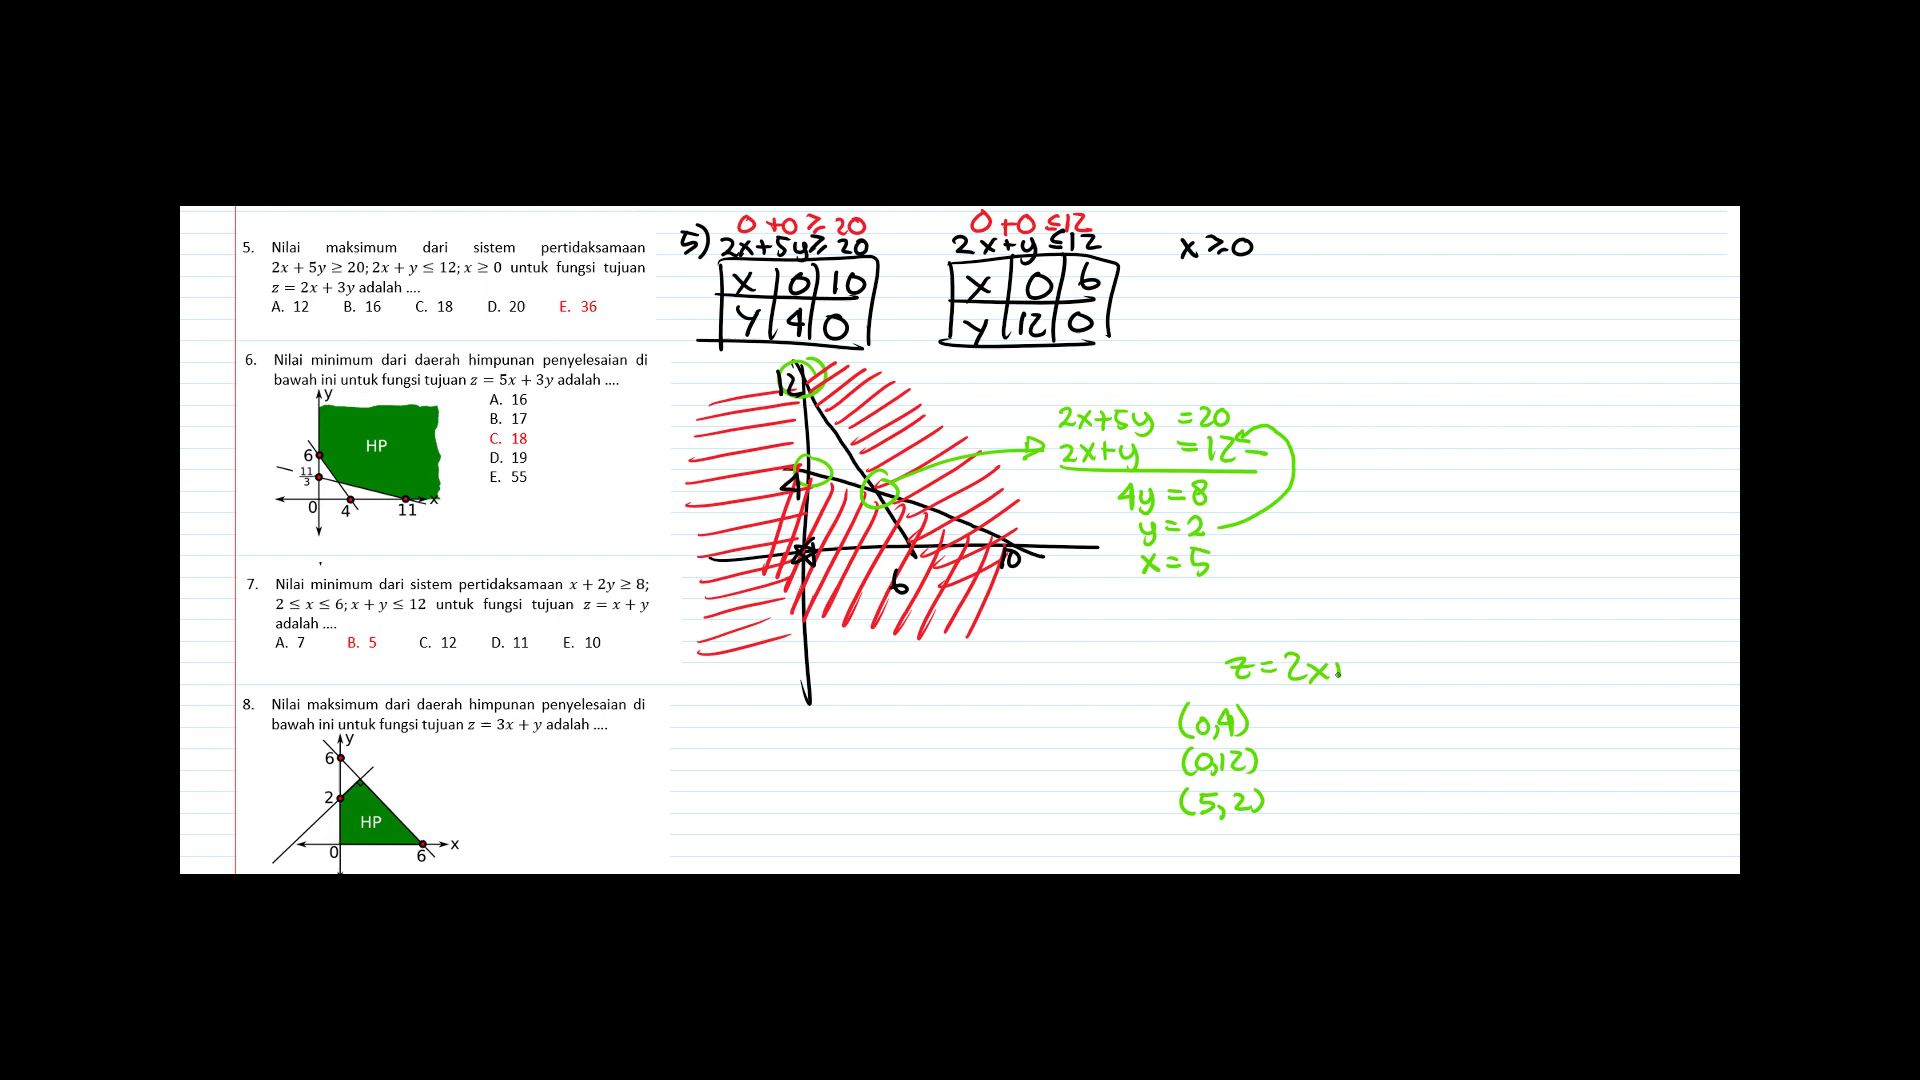 5. Nilai maksimum dari sistem pertidaksamaan
2x + 5y ≥ 20; 2x + y ≤ 12; x ≥ 0 untuk fungsi tujuan
z = 2x + 3y adalah ....
A. 12 B. 16 C. 18 D. 20 E. 36
6. Nilai minimum dari daerah himpunan penyelesaian di
bawah ini untuk fungsi tujuan z = 5x + 3y adalah ....
y
HP
6
11/3
0
4
11
x
A. 16
B. 17
C. 18
D. 19
E. 55
7. Nilai minimum dari sistem pertidaksamaan x + 2y ≥ 8;
2 ≤ x ≤ 6; x + y ≤ 12 untuk fungsi tujuan z = x + y
adalah ....
A. 7 B. 5 C. 12 D. 11 E. 10
8. Nilai maksimum dari daerah himpunan penyelesaian di
bawah ini untuk fungsi tujuan z = 3x + y adalah ....
y
6
2
HP
0
6
x
0 + 0 ≥ 20
5) 2x + 5y ≥ 20
x 0 10
y 4 0
0 + 0 ≤ 12
2x + y ≤ 12
x 0 6
y 12 0
x ≥ 0
12
4
6
10
2x + 5y = 20
2x + y = 12 −
4y = 8
y = 2
x = 5
z = 2x
(0,4)
(0,12)
(5,2)